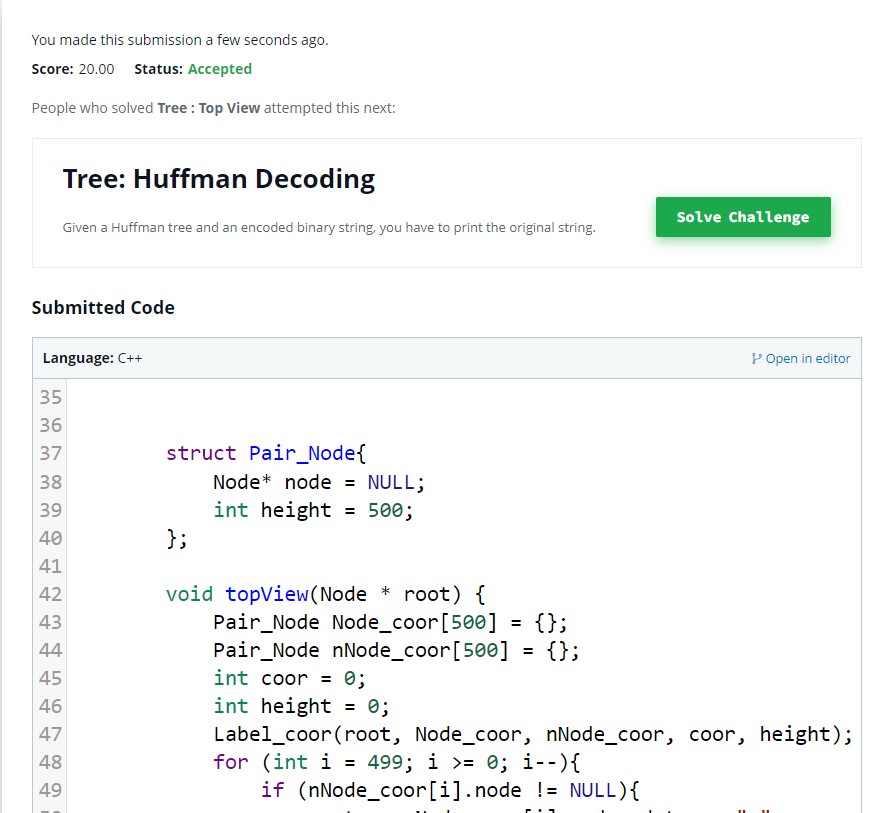 You made this submission a few seconds ago.
Score: 20.00 Status: Accepted
People who solved Tree : Top View attempted this next:
Tree: Huffman Decoding
Given a Huffman tree and an encoded binary string, you have to print the original string.
Solve Challenge
Submitted Code
Language: C++ Open in editor
35
36
37 struct Pair_Node{
38 Node* node = NULL;
39 int height = 500;
40 };
41
42 void topView(Node * root) {
43 Pair_Node Node_coor[500] = {};
44 Pair_Node nNode_coor[500] = {};
45 int coor = 0;
46 int height = 0;
47 Label_coor(root, Node_coor, nNode_coor, coor, height);
48 for (int i = 499; i >= 0; i--){
49 if (nNode_coor[i].node != NULL){